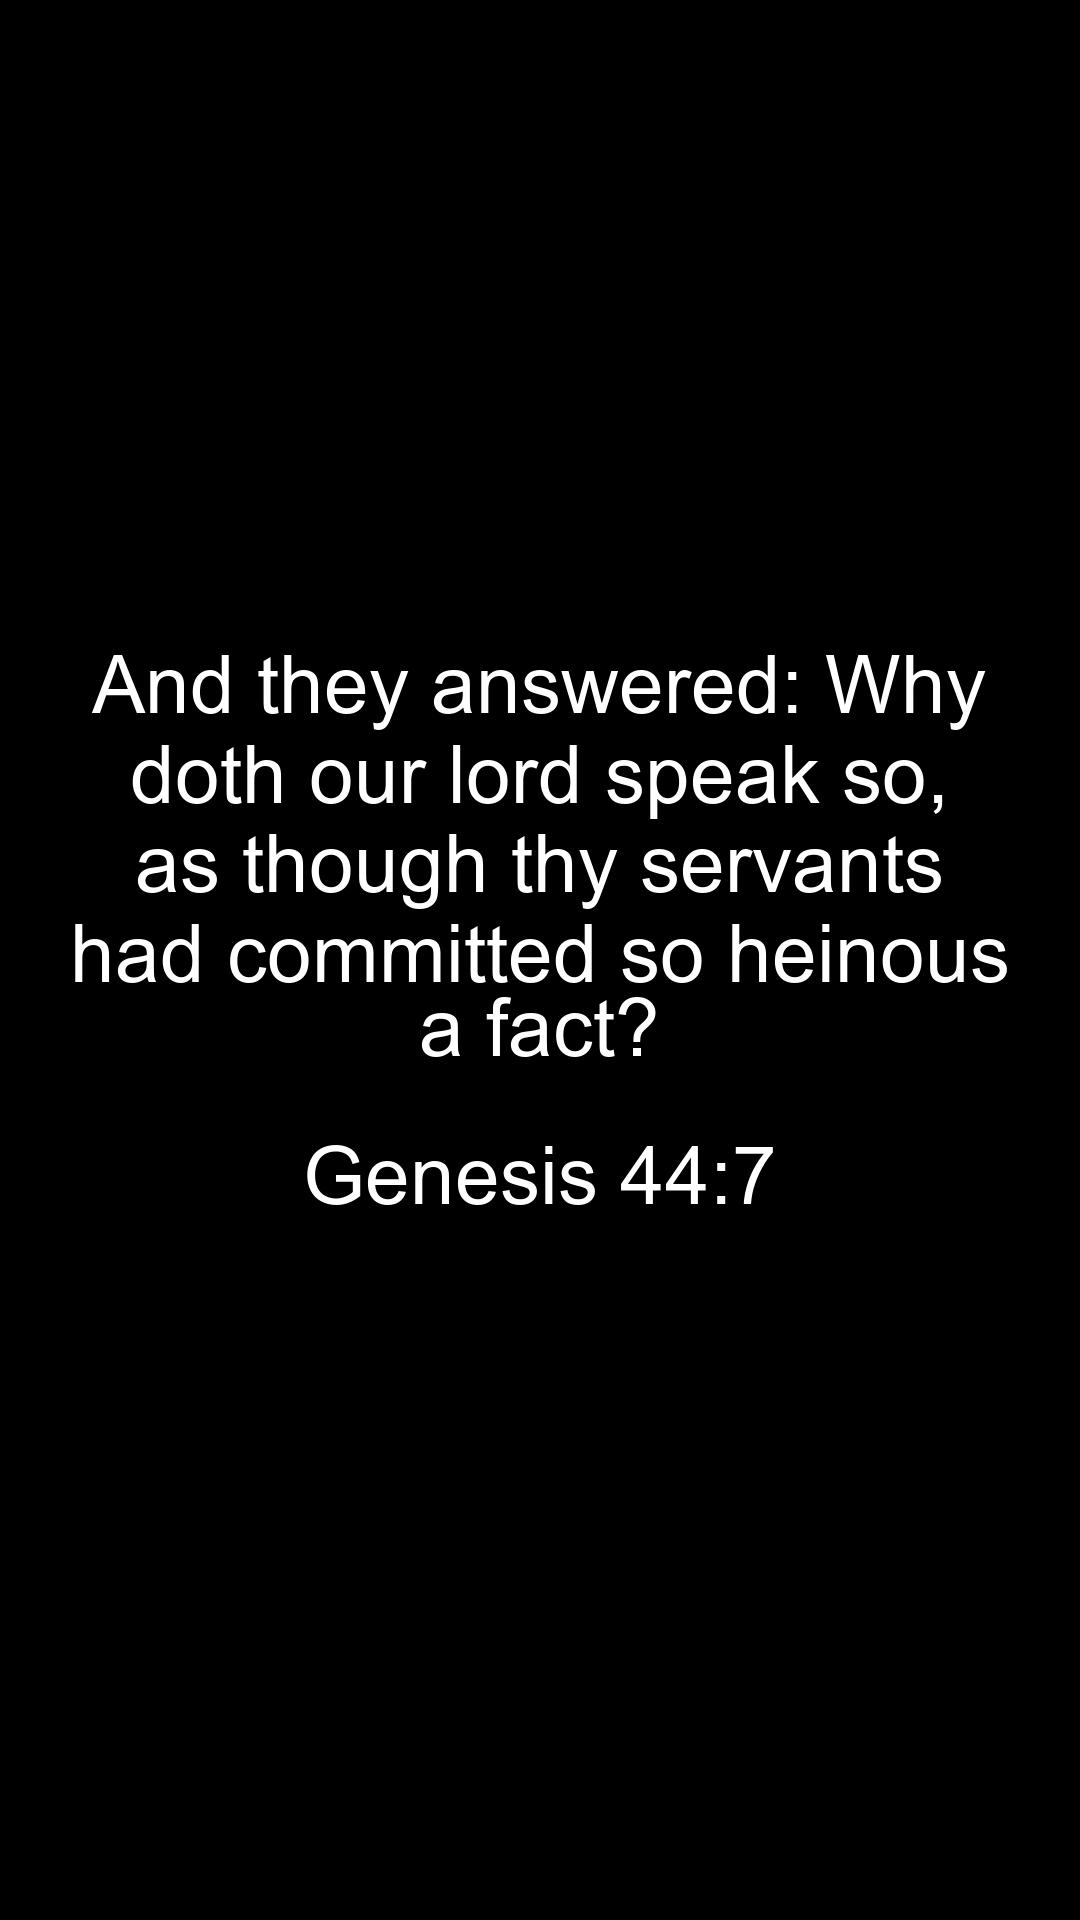 And they answered: Why
doth our lord speak so,
as though thy servants
had committed so heinous
a fact?
Genesis 44:7